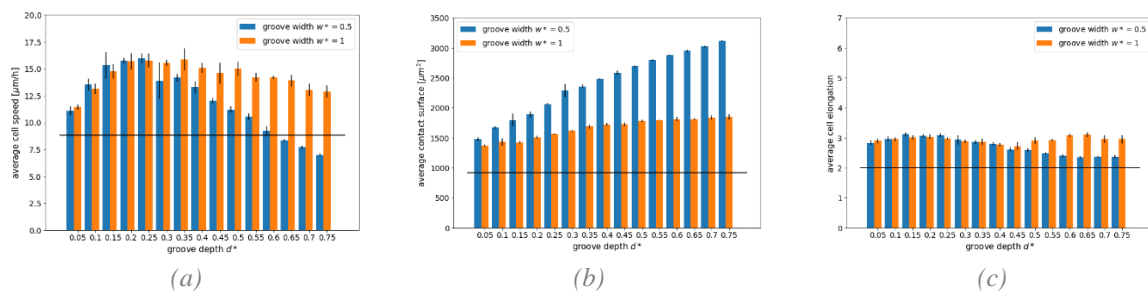 groove width w* = 0.5
groove width w* = 1
average cell speed [μm/h]
20.0
17.5
15.0
12.5
10.0
7.5
5.0
2.5
0.0
0.05 0.1 0.15 0.2 0.25 0.3 0.35 0.4 0.45 0.5 0.55 0.6 0.65 0.7 0.75
groove depth d*
(a)
groove width w* = 0.5
groove width w* = 1
average contact surface [μm²]
3500
3000
2500
2000
1500
1000
500
0
0.05 0.1 0.15 0.2 0.25 0.3 0.35 0.4 0.45 0.5 0.55 0.6 0.65 0.7 0.75
groove depth d*
(b)
groove width w* = 0.5
groove width w* = 1
average cell elongation
7
6
5
4
3
2
1
0
0.05 0.1 0.15 0.2 0.25 0.3 0.35 0.4 0.45 0.5 0.55 0.6 0.65 0.7 0.75
groove depth d*
(c)